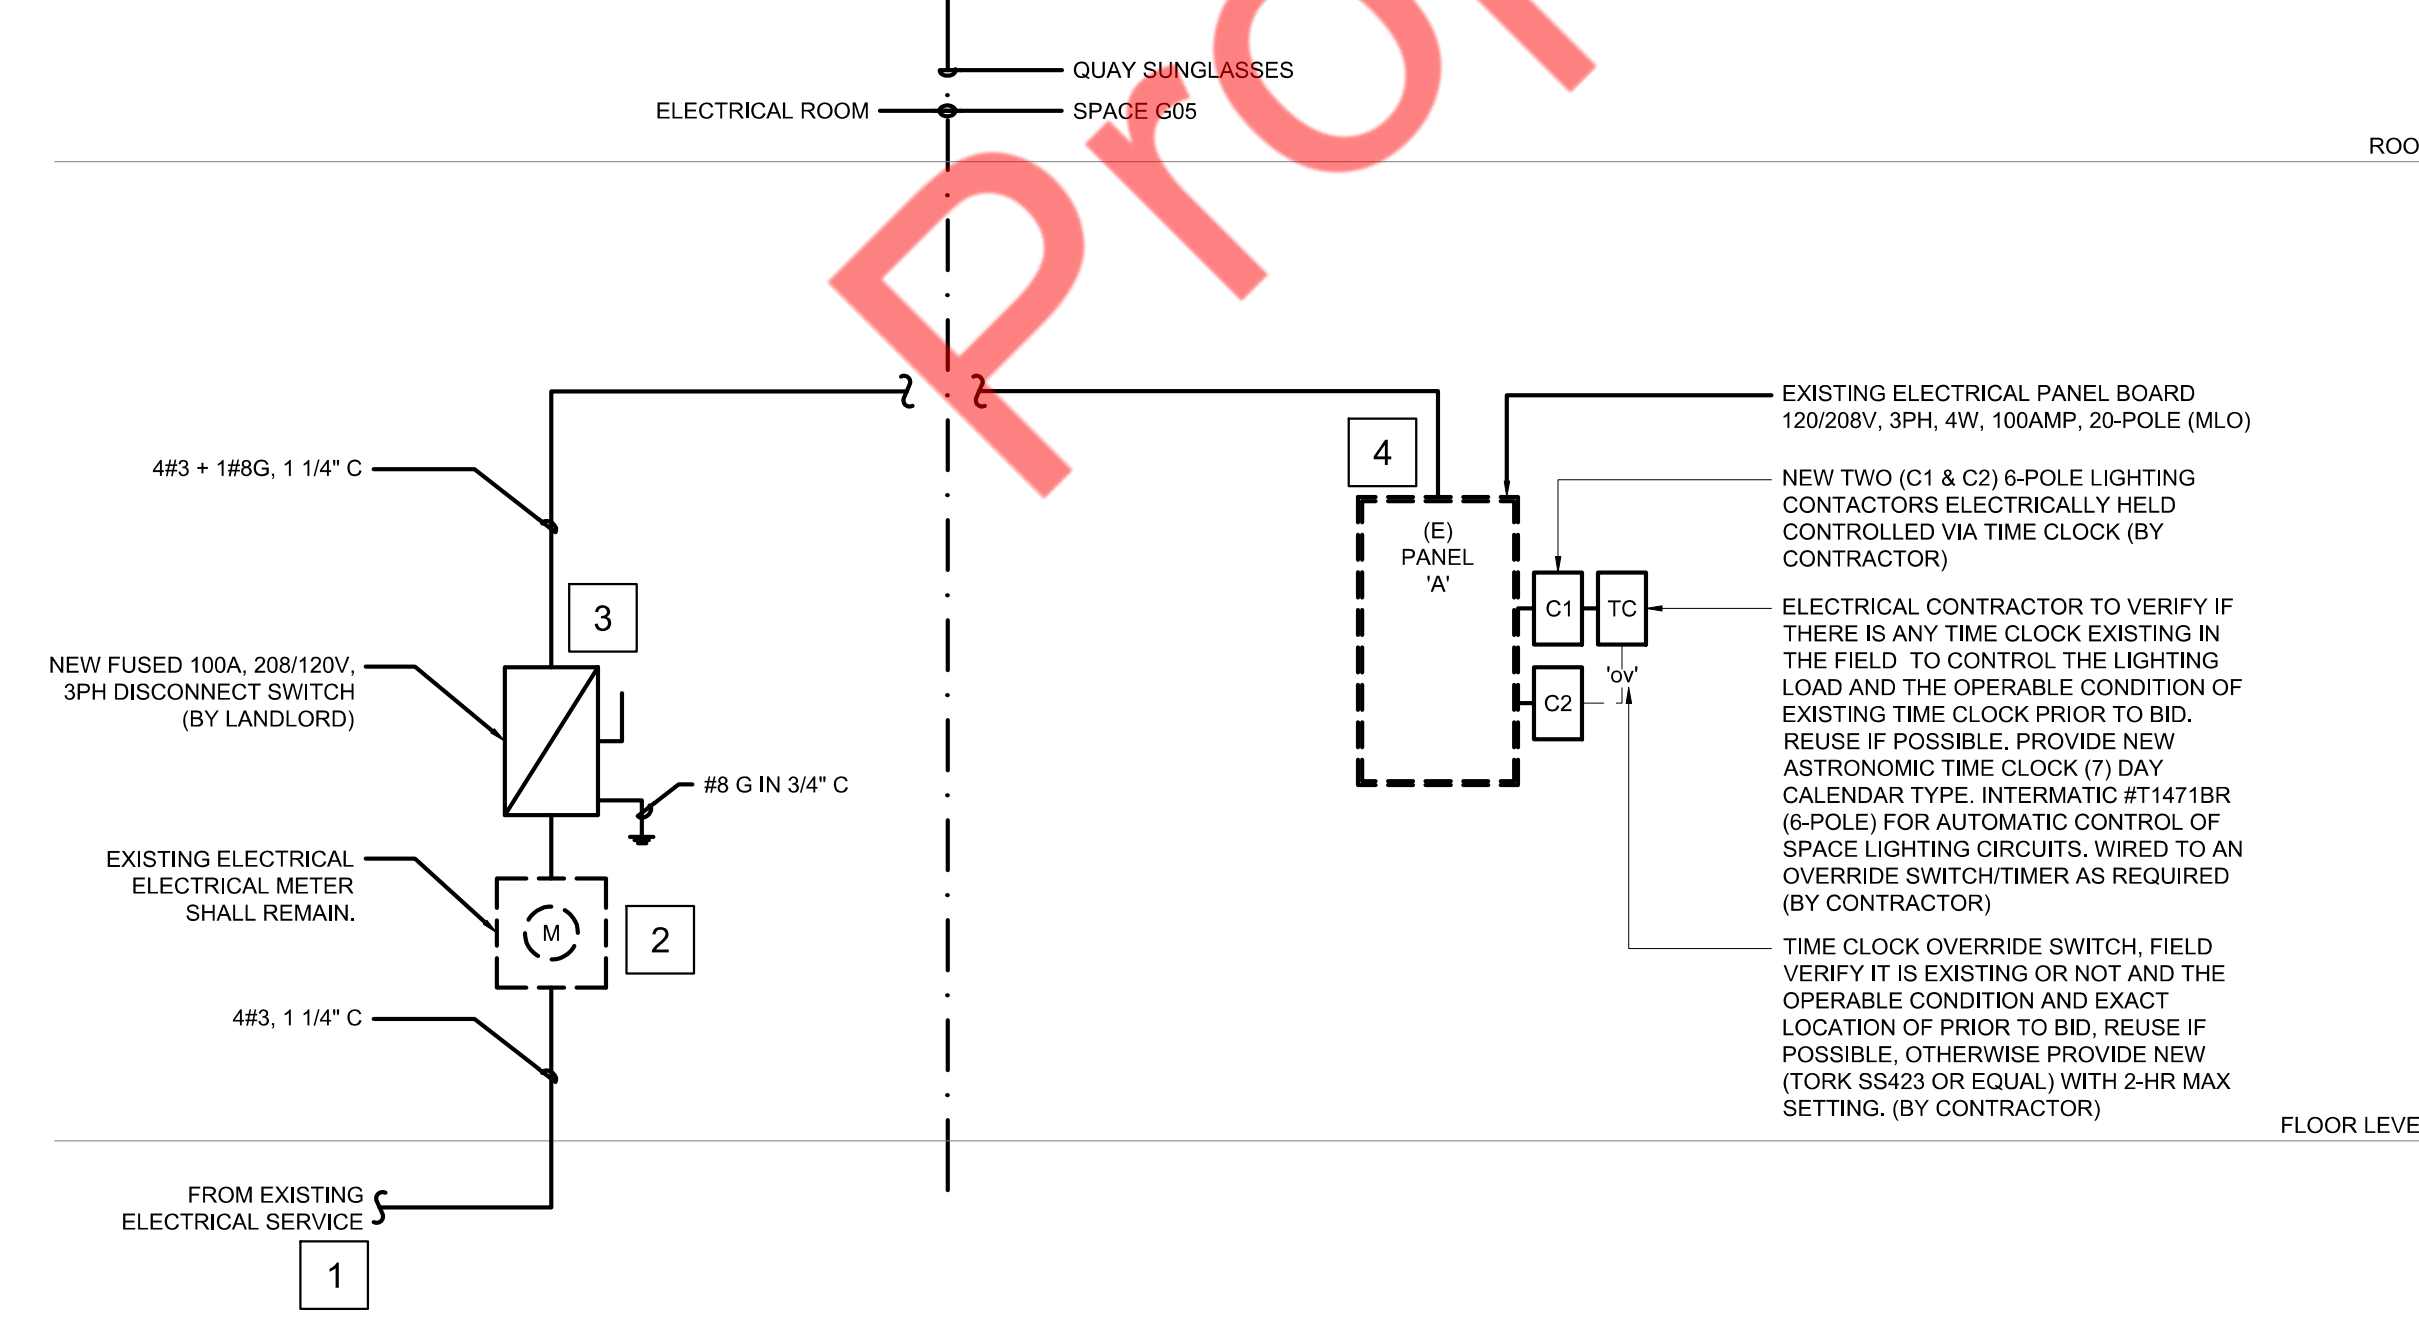 QUAY SUNGLASSES
ELECTRICAL ROOM
SPACE G05
ROO
4#3 + 1#8G, 1 1/4" C
3
NEW FUSED 100A, 208/120V,
3PH DISCONNECT SWITCH
(BY LANDLORD)
#8 G IN 3/4" C
EXISTING ELECTRICAL
ELECTRICAL METER
SHALL REMAIN.
M
2
4#3, 1 1/4" C
FROM EXISTING
ELECTRICAL SERVICE
1
4
(E)
PANEL
'A'
C1
TC
'ov'
C2
EXISTING ELECTRICAL PANEL BOARD
120/208V, 3PH, 4W, 100AMP, 20-POLE (MLO)
NEW TWO (C1 & C2) 6-POLE LIGHTING
CONTACTORS ELECTRICALLY HELD
CONTROLLED VIA TIME CLOCK (BY
CONTRACTOR)
ELECTRICAL CONTRACTOR TO VERIFY IF
THERE IS ANY TIME CLOCK EXISTING IN
THE FIELD TO CONTROL THE LIGHTING
LOAD AND THE OPERABLE CONDITION OF
EXISTING TIME CLOCK PRIOR TO BID.
REUSE IF POSSIBLE. PROVIDE NEW
ASTRONOMIC TIME CLOCK (7) DAY
CALENDAR TYPE. INTERMATIC #T1471BR
(6-POLE) FOR AUTOMATIC CONTROL OF
SPACE LIGHTING CIRCUITS. WIRED TO AN
OVERRIDE SWITCH/TIMER AS REQUIRED
(BY CONTRACTOR)
TIME CLOCK OVERRIDE SWITCH, FIELD
VERIFY IT IS EXISTING OR NOT AND THE
OPERABLE CONDITION AND EXACT
LOCATION OF PRIOR TO BID, REUSE IF
POSSIBLE, OTHERWISE PROVIDE NEW
(TORK SS423 OR EQUAL) WITH 2-HR MAX
SETTING. (BY CONTRACTOR)
FLOOR LEVE
Pro